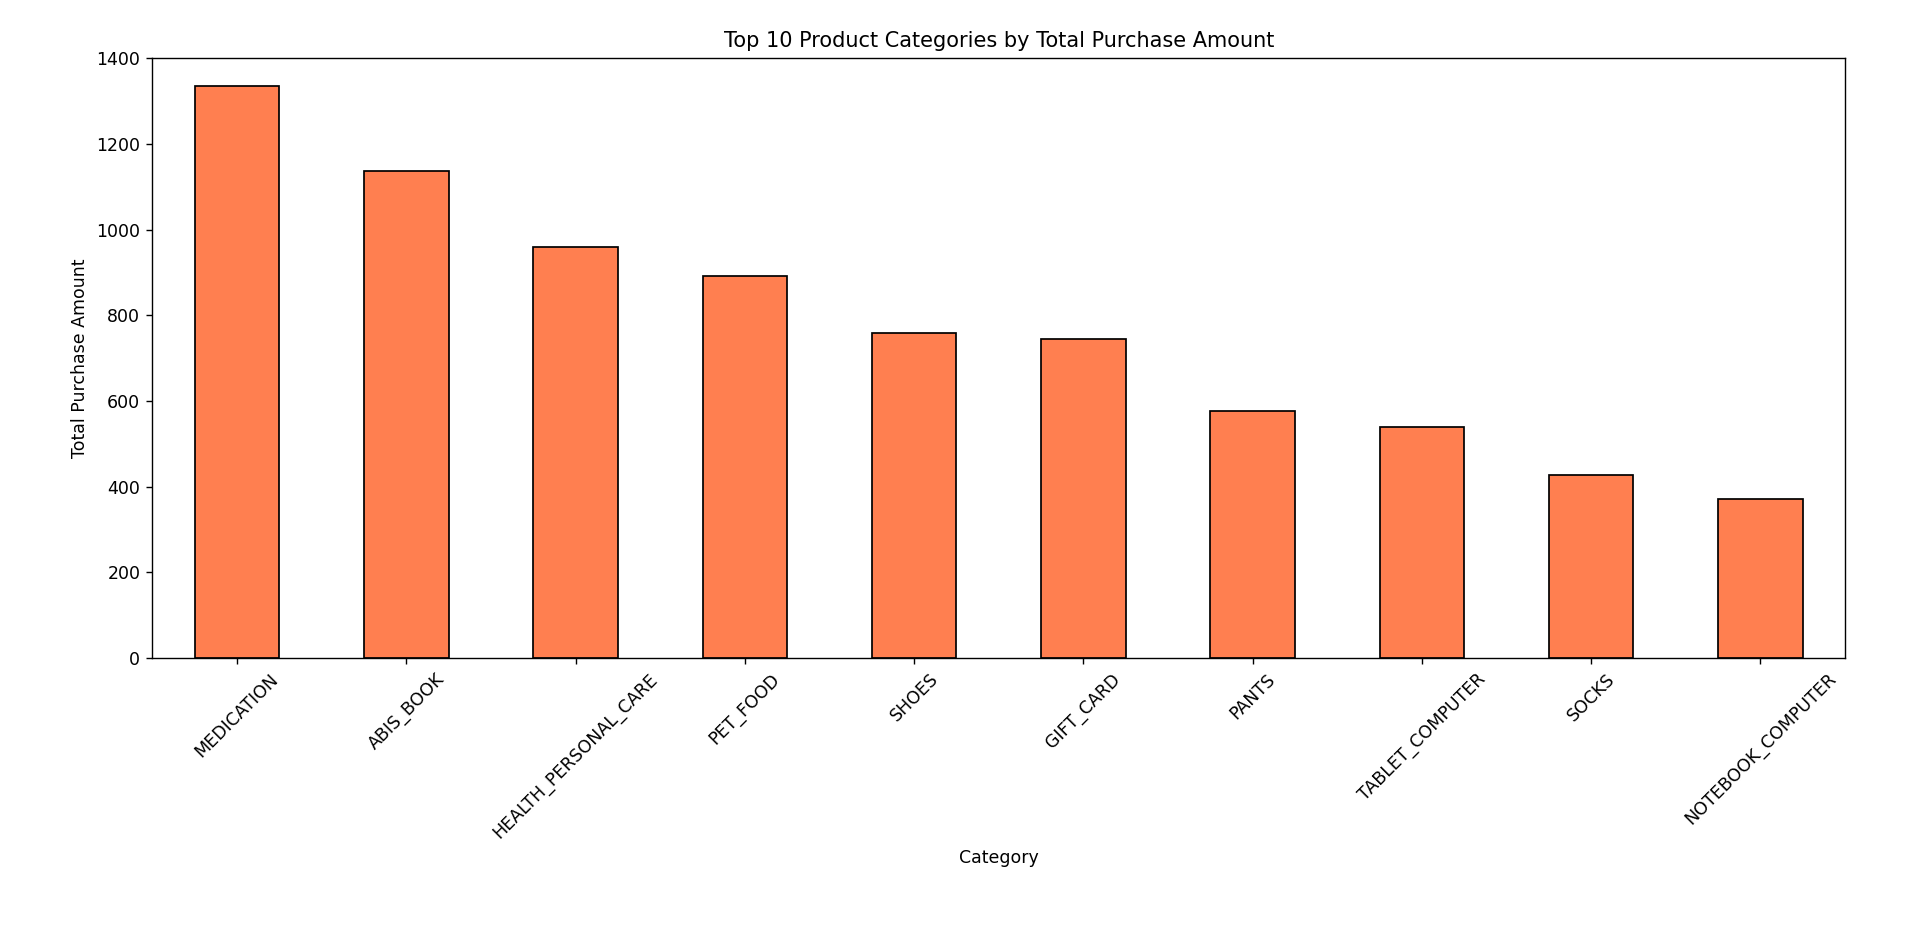 Top 10 Product Categories by Total Purchase Amount
1400
1200
1000
800
600
400
200
0
Total Purchase Amount
MEDICATION
ABIS_BOOK
HEALTH_PERSONAL_CARE
PET_FOOD
SHOES
GIFT_CARD
PANTS
TABLET_COMPUTER
SOCKS
NOTEBOOK_COMPUTER
Category